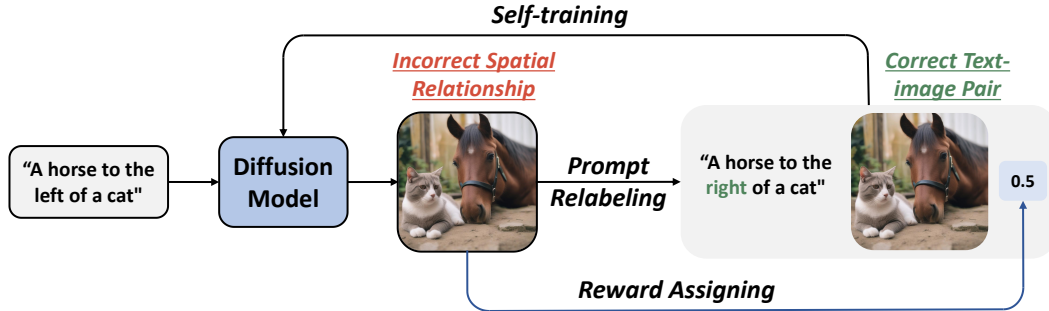 Self-training
Incorrect Spatial
Relationship
Correct Text-
image Pair
“A horse to the
left of a cat"
Diffusion
Model
Prompt
Relabeling
“A horse to the
right of a cat"
0.5
Reward Assigning